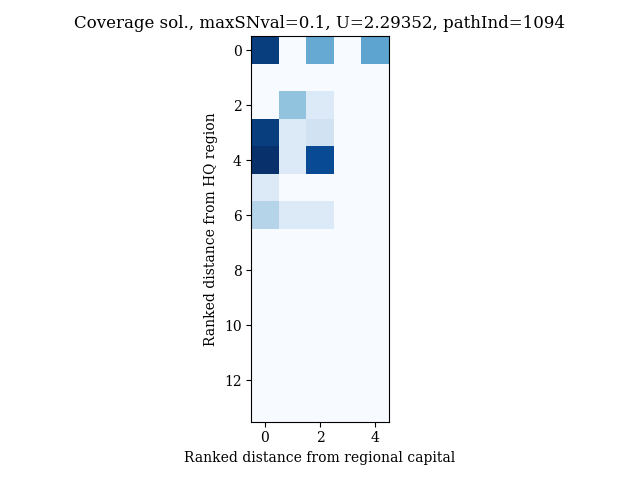 Coverage sol., maxSNval=0.1, U=2.29352, pathInd=1094
Ranked distance from HQ region
0
2
4
6
8
10
12
0 2 4
Ranked distance from regional capital